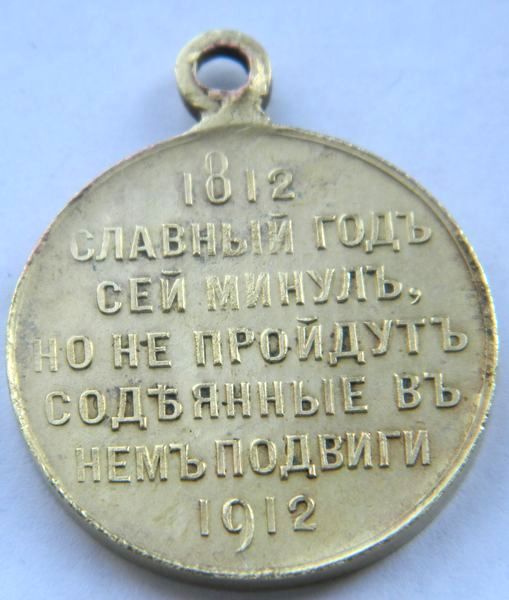 1812
СЛАВНЫЙ ГОДЪ
СЕЙ МИНУЛЪ,
НО НЕ ПРОЙДУТЪ
СОДѢЯННЫЕ ВЪ
НЕМЪ ПОДВИГИ
1912